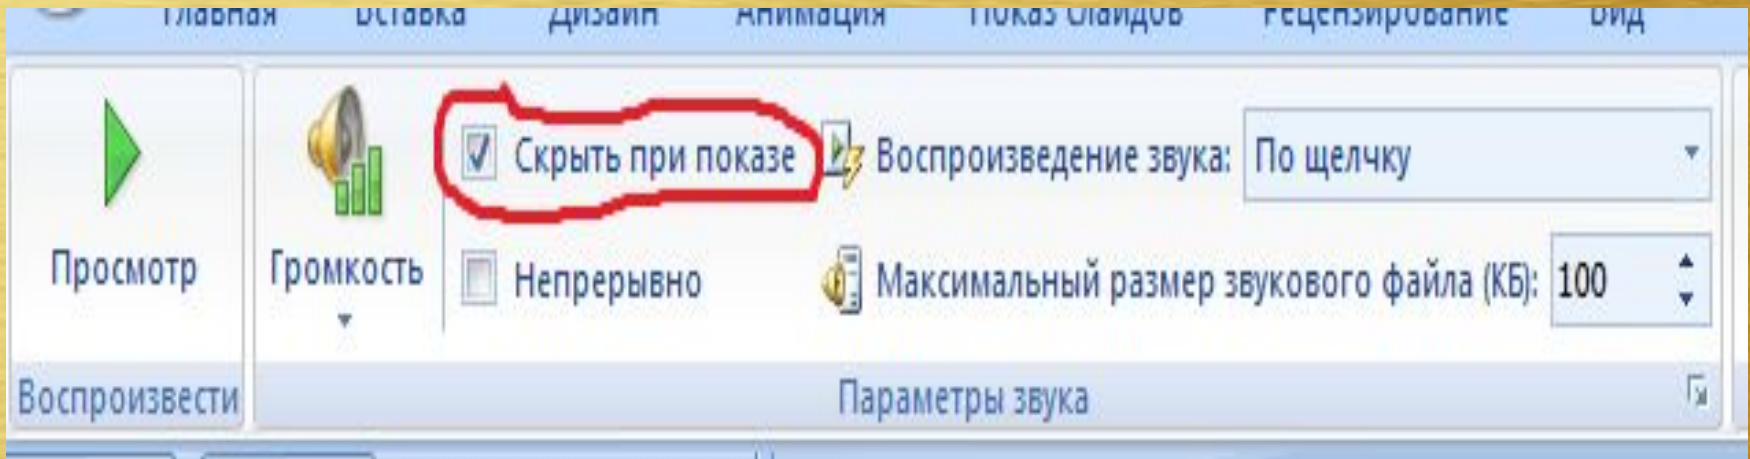 Главная Вставка Дизайн Анимация Показ слайдов Рецензирование Вид
Скрыть при показе Воспроизведение звука: По щелчку
Просмотр Громкость Непрерывно Максимальный размер звукового файла (КБ): 100
Воспроизвести Параметры звука